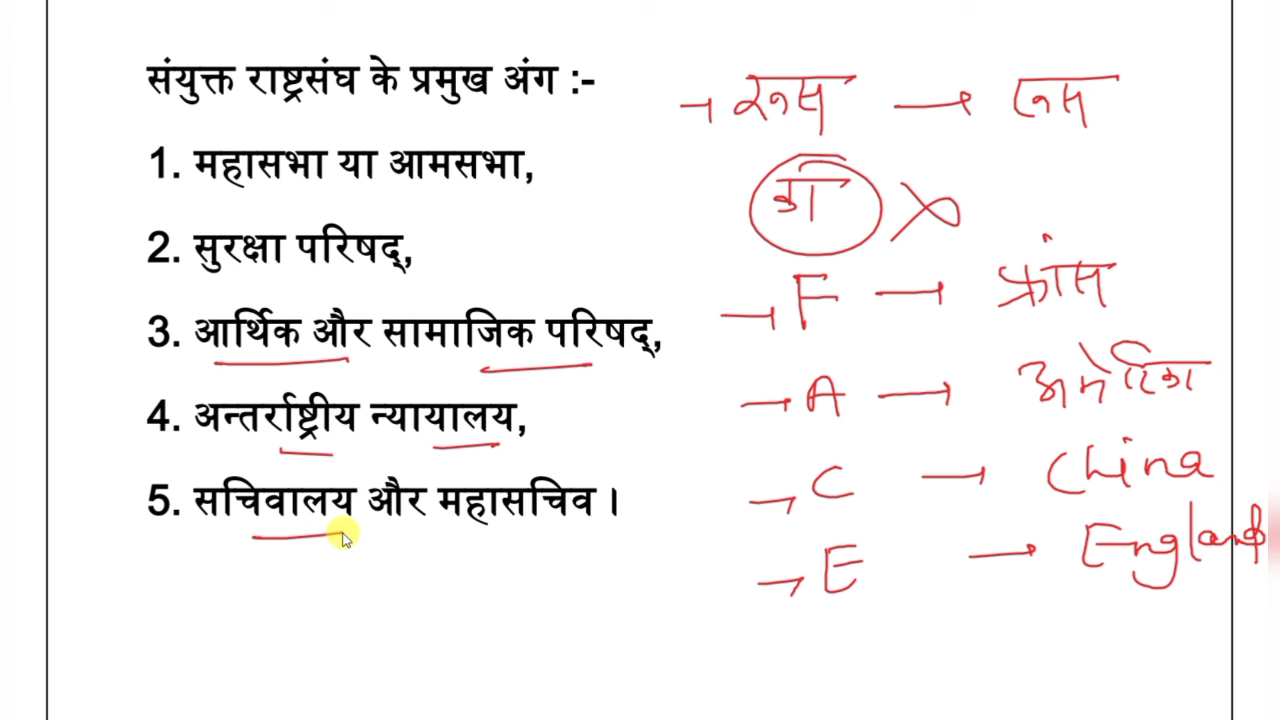 संयुक्त राष्ट्रसंघ के प्रमुख अंग :-
1. महासभा या आमसभा,
2. सुरक्षा परिषद्,
3. आर्थिक और सामाजिक परिषद्,
4. अन्तर्राष्ट्रीय न्यायालय,
5. सचिवालय और महासचिव ।
→ रूस → रूस
की
→ F → फ्रांस
→ A → अमेरिका
→ C → China
→ E → England